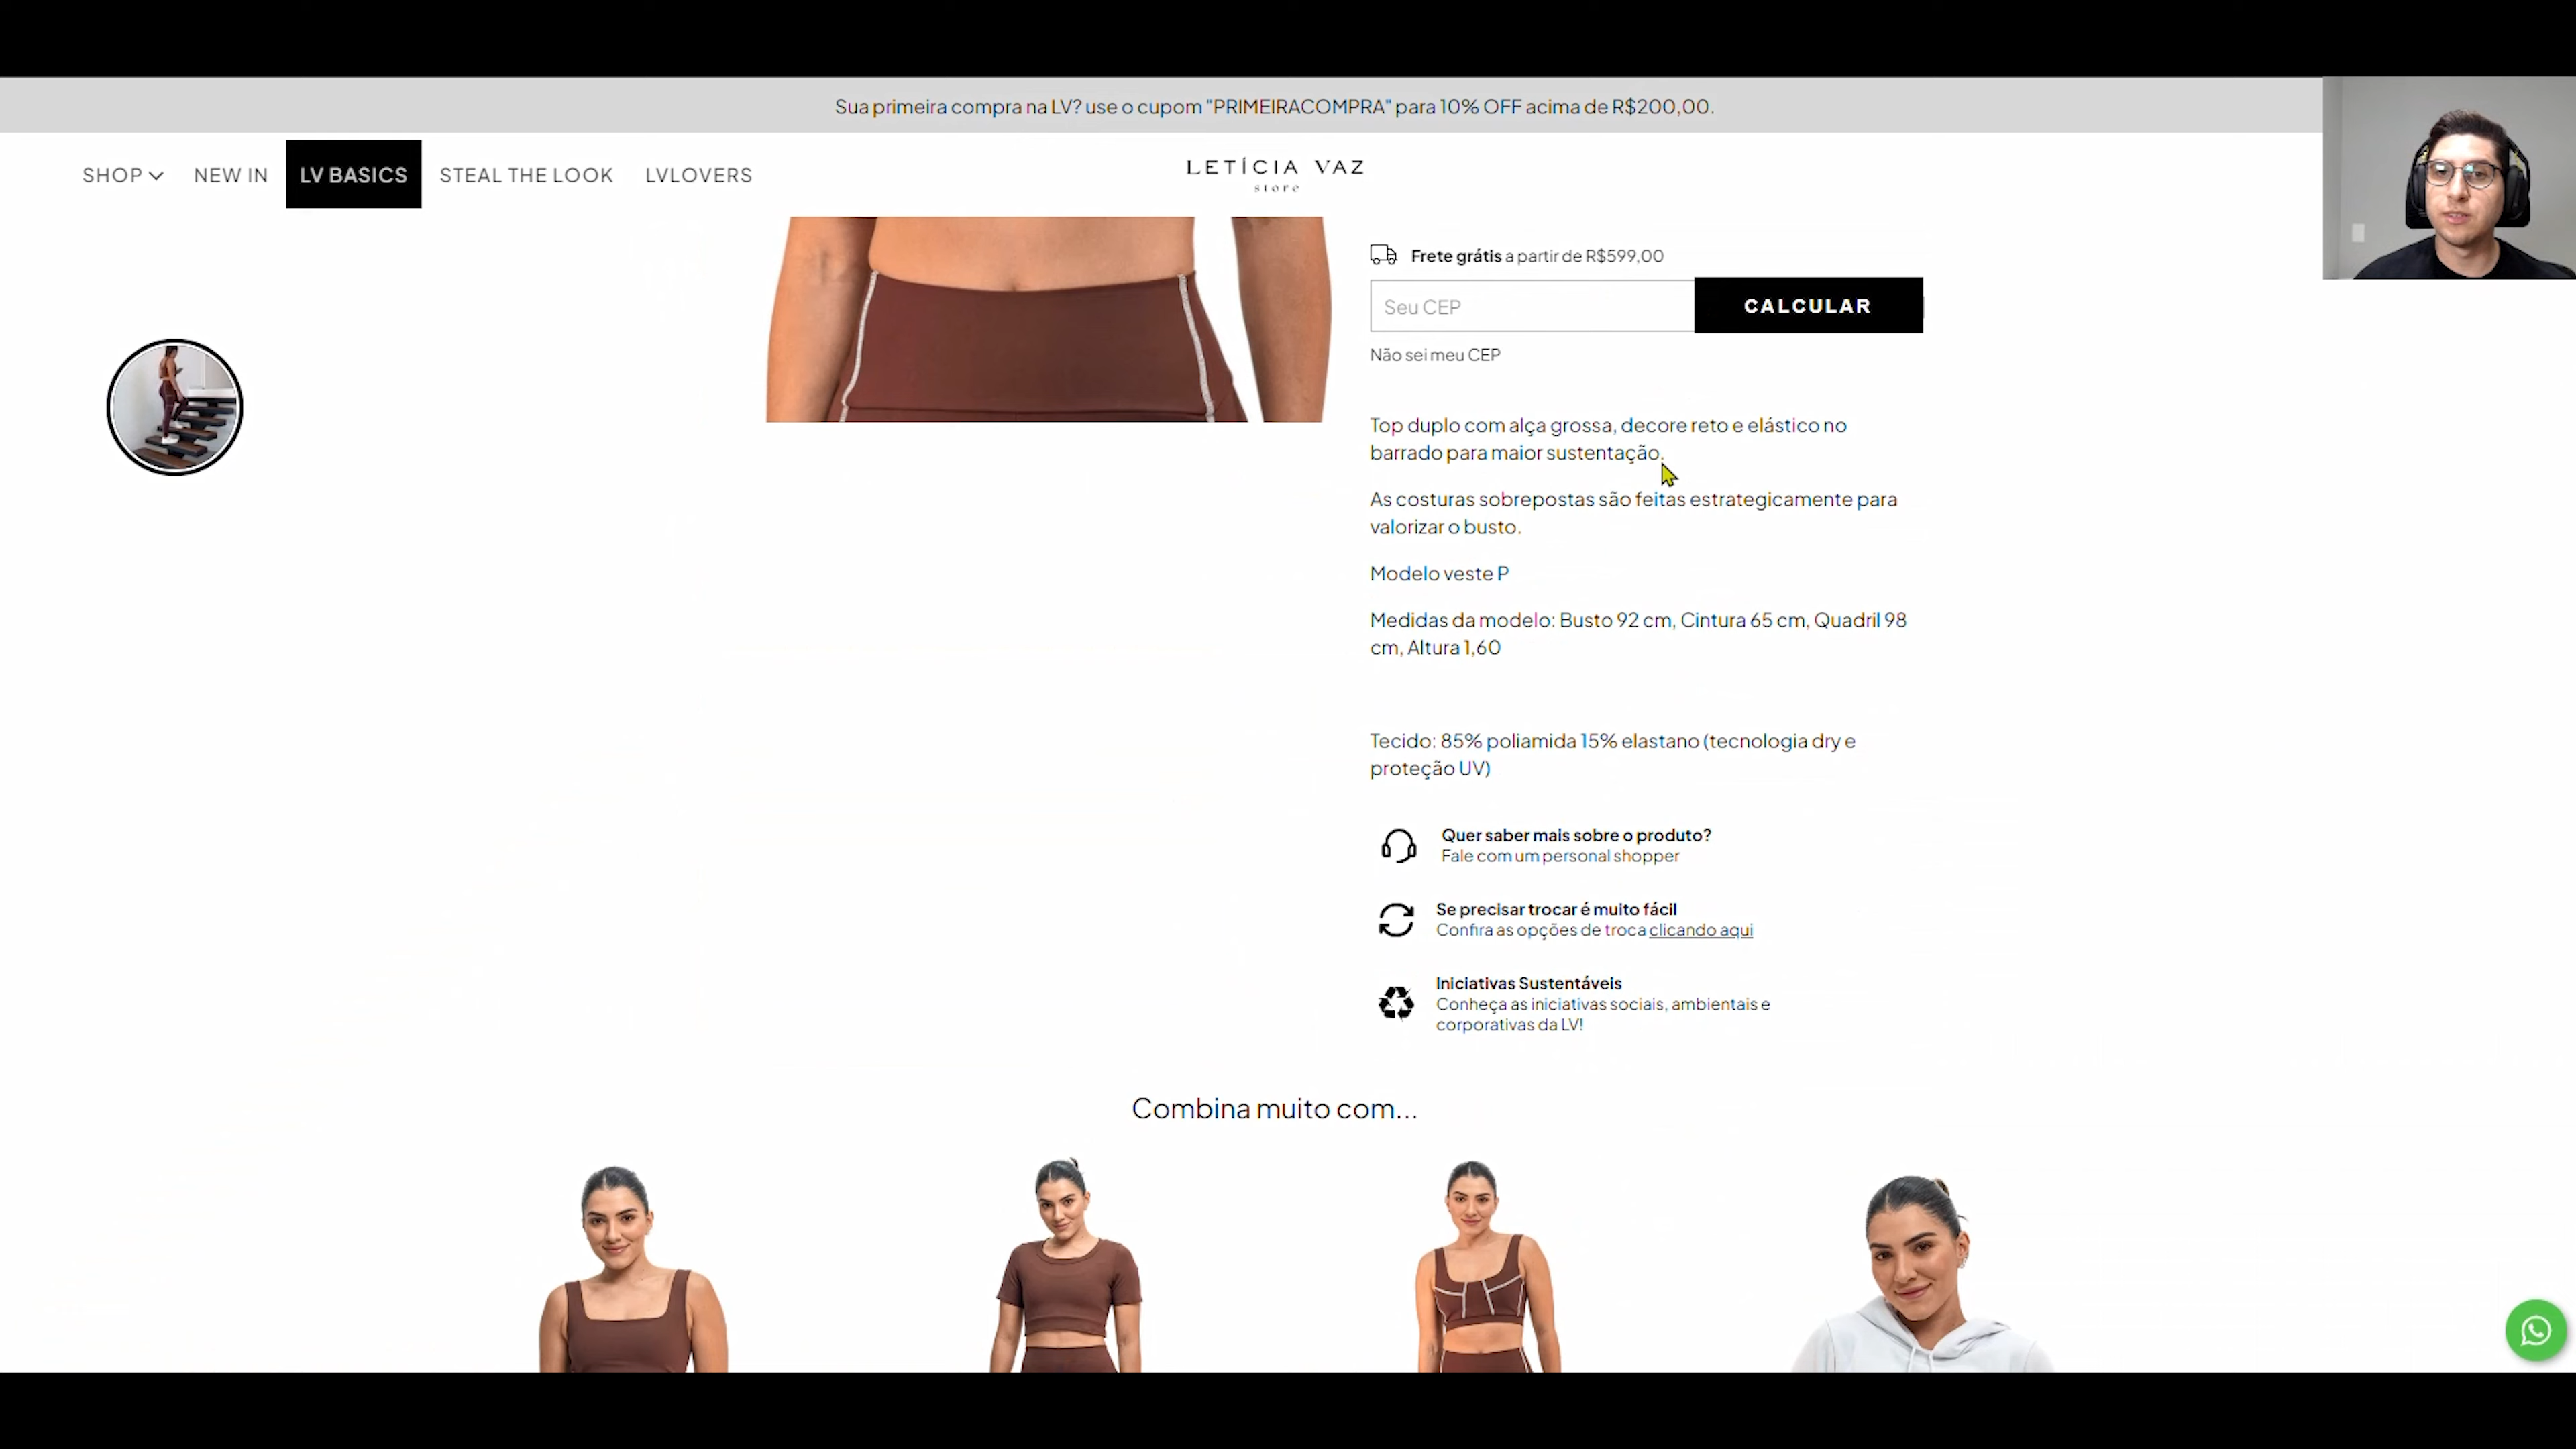 Sua primeira compra na LV? use o cupom "PRIMEIRACOMPRA" para 10% OFF acima de R$200,00.
SHOP NEW IN LV BASICS STEAL THE LOOK LVLOVERS
LETÍCIA VAZ
store
Frete grátis a partir de R$599,00
Seu CEP CALCULAR
Não sei meu CEP
Top duplo com alça grossa, decore reto e elástico no
barrado para maior sustentação.
As costuras sobrepostas são feitas estrategicamente para
valorizar o busto.
Modelo veste P
Medidas da modelo: Busto 92 cm, Cintura 65 cm, Quadril 98
cm, Altura 1,60
Tecido: 85% poliamida 15% elastano (tecnologia dry e
proteção UV)
Quer saber mais sobre o produto?
Fale com um personal shopper
Se precisar trocar é muito fácil
Confira as opções de troca clicando aqui
Iniciativas Sustentáveis
Conheça as iniciativas sociais, ambientais e
corporativas da LV!
Combina muito com...